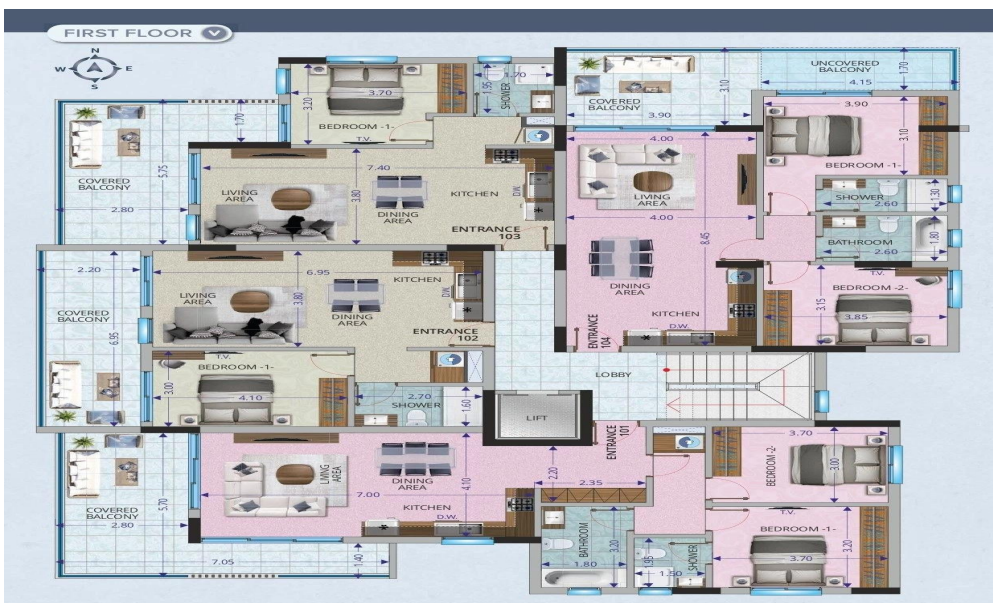 FIRST FLOOR
N
W E
S
3.70
3.20
BEDROOM -1-
T.V.
1.70
1.95
SHOWER
1.70
5.75
COVERED
BALCONY
2.80
7.40
3.80
LIVING
AREA
DINING
AREA
KITCHEN
D.W.
ENTRANCE
103
UNCOVERED
BALCONY
4.15
1.70
COVERED
BALCONY
3.90
3.10
4.00
LIVING
AREA
4.00
8.45
DINING
AREA
KITCHEN
D.W.
ENTRANCE
104
3.90
3.10
BEDROOM -1-
SHOWER
2.60
1.30
BATHROOM
2.60
1.80
T.V.
BEDROOM -2-
3.15
3.85
2.20
COVERED
BALCONY
6.95
6.95
3.80
LIVING
AREA
DINING
AREA
KITCHEN
D.W.
ENTRANCE
102
T.V.
BEDROOM -1-
3.00
4.10
2.70
SHOWER
1.60
LOBBY
LIFT
ENTRANCE
101
COVERED
BALCONY
2.80
5.70
LIVING
AREA
7.00
DINING
AREA
4.10
KITCHEN
D.W.
2.20
2.35
7.05
1.40
BATHROOM
1.80
3.20
1.95
SHOWER
1.50
3.70
BEDROOM -2-
3.00
T.V.
BEDROOM -1-
3.70
3.20